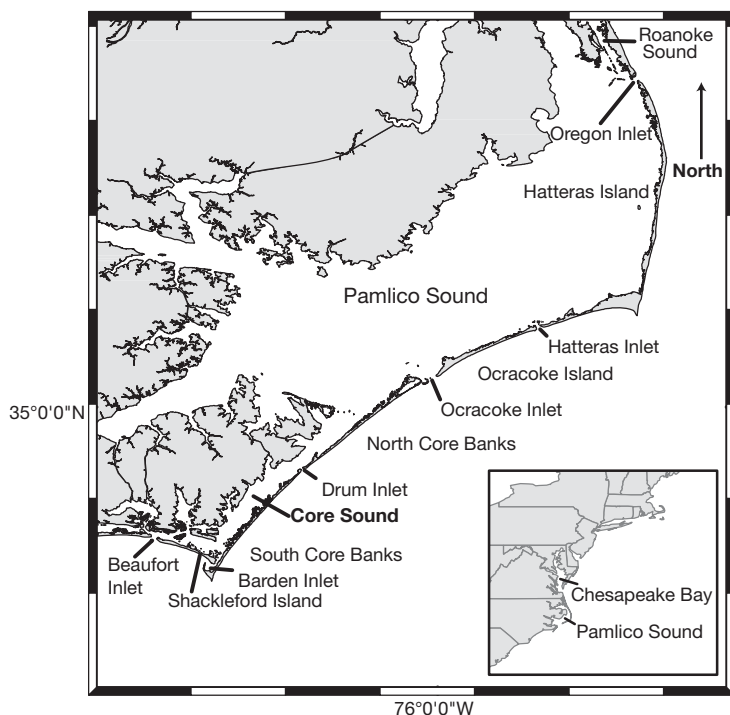 Roanoke
Sound
Oregon Inlet
North
Hatteras Island
Pamlico Sound
Hatteras Inlet
Ocracoke Island
35°0'0"N
Ocracoke Inlet
North Core Banks
Drum Inlet
Core Sound
South Core Banks
Beaufort
Inlet
Barden Inlet
Shackleford Island
Chesapeake Bay
Pamlico Sound
76°0'0"W